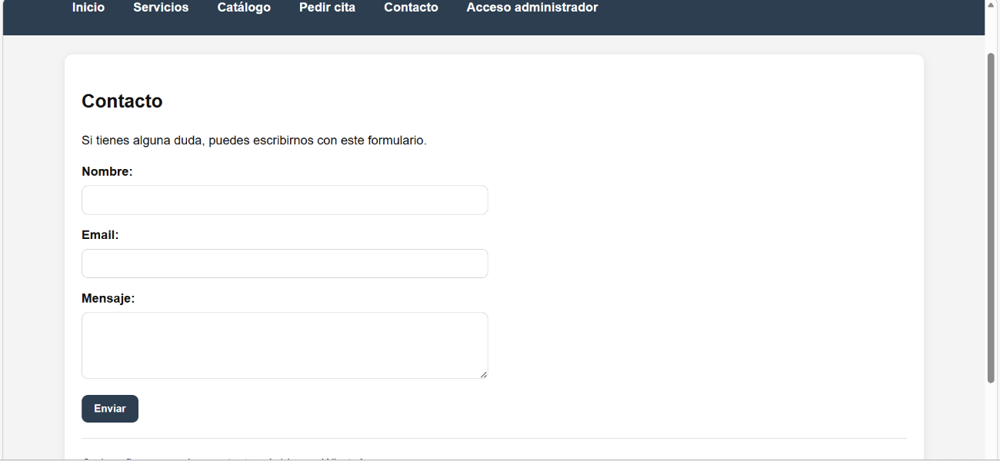 Inicio Servicios Catálogo Pedir cita Contacto Acceso administrador
Contacto
Si tienes alguna duda, puedes escribirnos con este formulario.
Nombre:
Email:
Mensaje:
Enviar